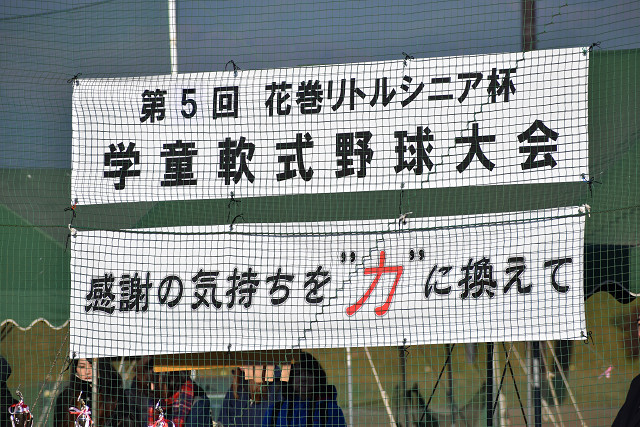 第5回 花巻リトルシニア杯
学童軟式野球大会
感謝の気持ちを"力"に換えて